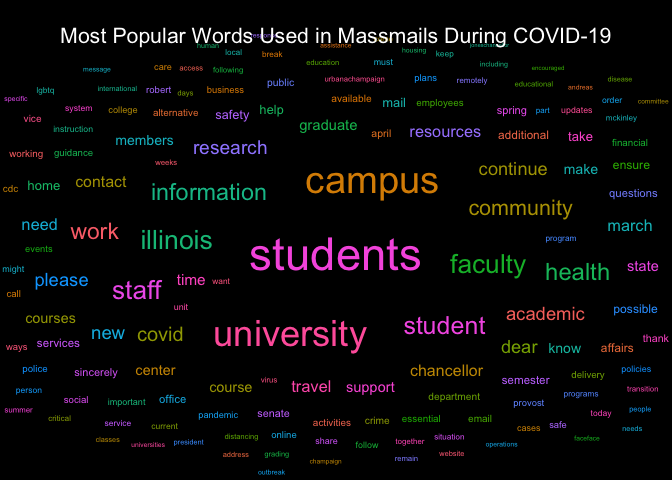 Most Popular Words Used in Massmails During COVID-19
human
local
break
assistance
housing
keep
message
care
access
following
education
must
including
encouraged
lgbtq
international
robert
days
business
public
urbanachampaign
plans
remotely
educational
andreas
disease
specific
system
college
alternative
safety
help
available
mail
employees
spring
part
updates
order
committee
vice
instruction
members
research
graduate
april
resources
additional
take
mckinley
financial
working
guidance
weeks
cdc
home
contact
information
campus
continue
make
ensure
community
questions
need
work
illinois
students
program
march
events
might
please
staff
time
want
faculty
health
state
call
unit
courses
new
covid
university
student
academic
possible
ways
services
dear
know
affairs
thank
police
sincerely
center
chancellor
delivery
policies
person
social
important
office
course
virus
travel
support
department
semester
programs
transition
summer
critical
service
current
pandemic
senate
activities
crime
essential
email
provost
today
people
classes
universities
president
distancing
online
share
follow
together
situation
cases
safe
needs
address
grading
remain
website
operations
faceface
outbreak
champaign